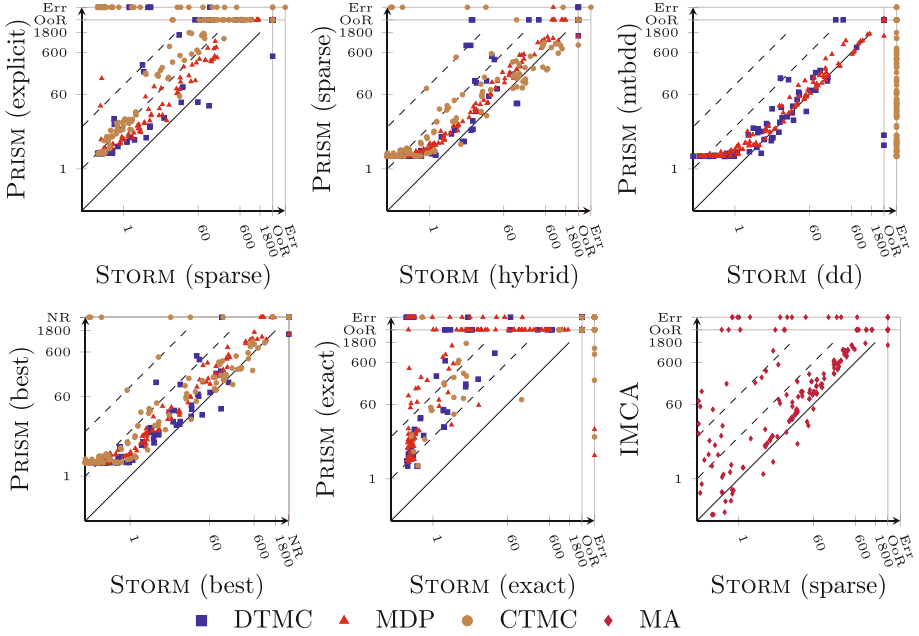 Err
OoR
1800
600
60
1
PRISM (explicit)
1
60
600
1800
OoR
Err
STORM (sparse)
Err
OoR
1800
600
60
1
PRISM (sparse)
1
60
600
1800
OoR
Err
STORM (hybrid)
Err
OoR
1800
600
60
1
PRISM (mtbdd)
1
60
600
1800
OoR
Err
STORM (dd)
NR
1800
600
60
1
PRISM (best)
1
60
600
1800
NR
STORM (best)
Err
OoR
1800
600
60
1
PRISM (exact)
1
60
600
1800
OoR
Err
STORM (exact)
Err
OoR
1800
600
60
1
IMCA
1
60
600
1800
OoR
Err
STORM (sparse)
DTMC MDP CTMC MA